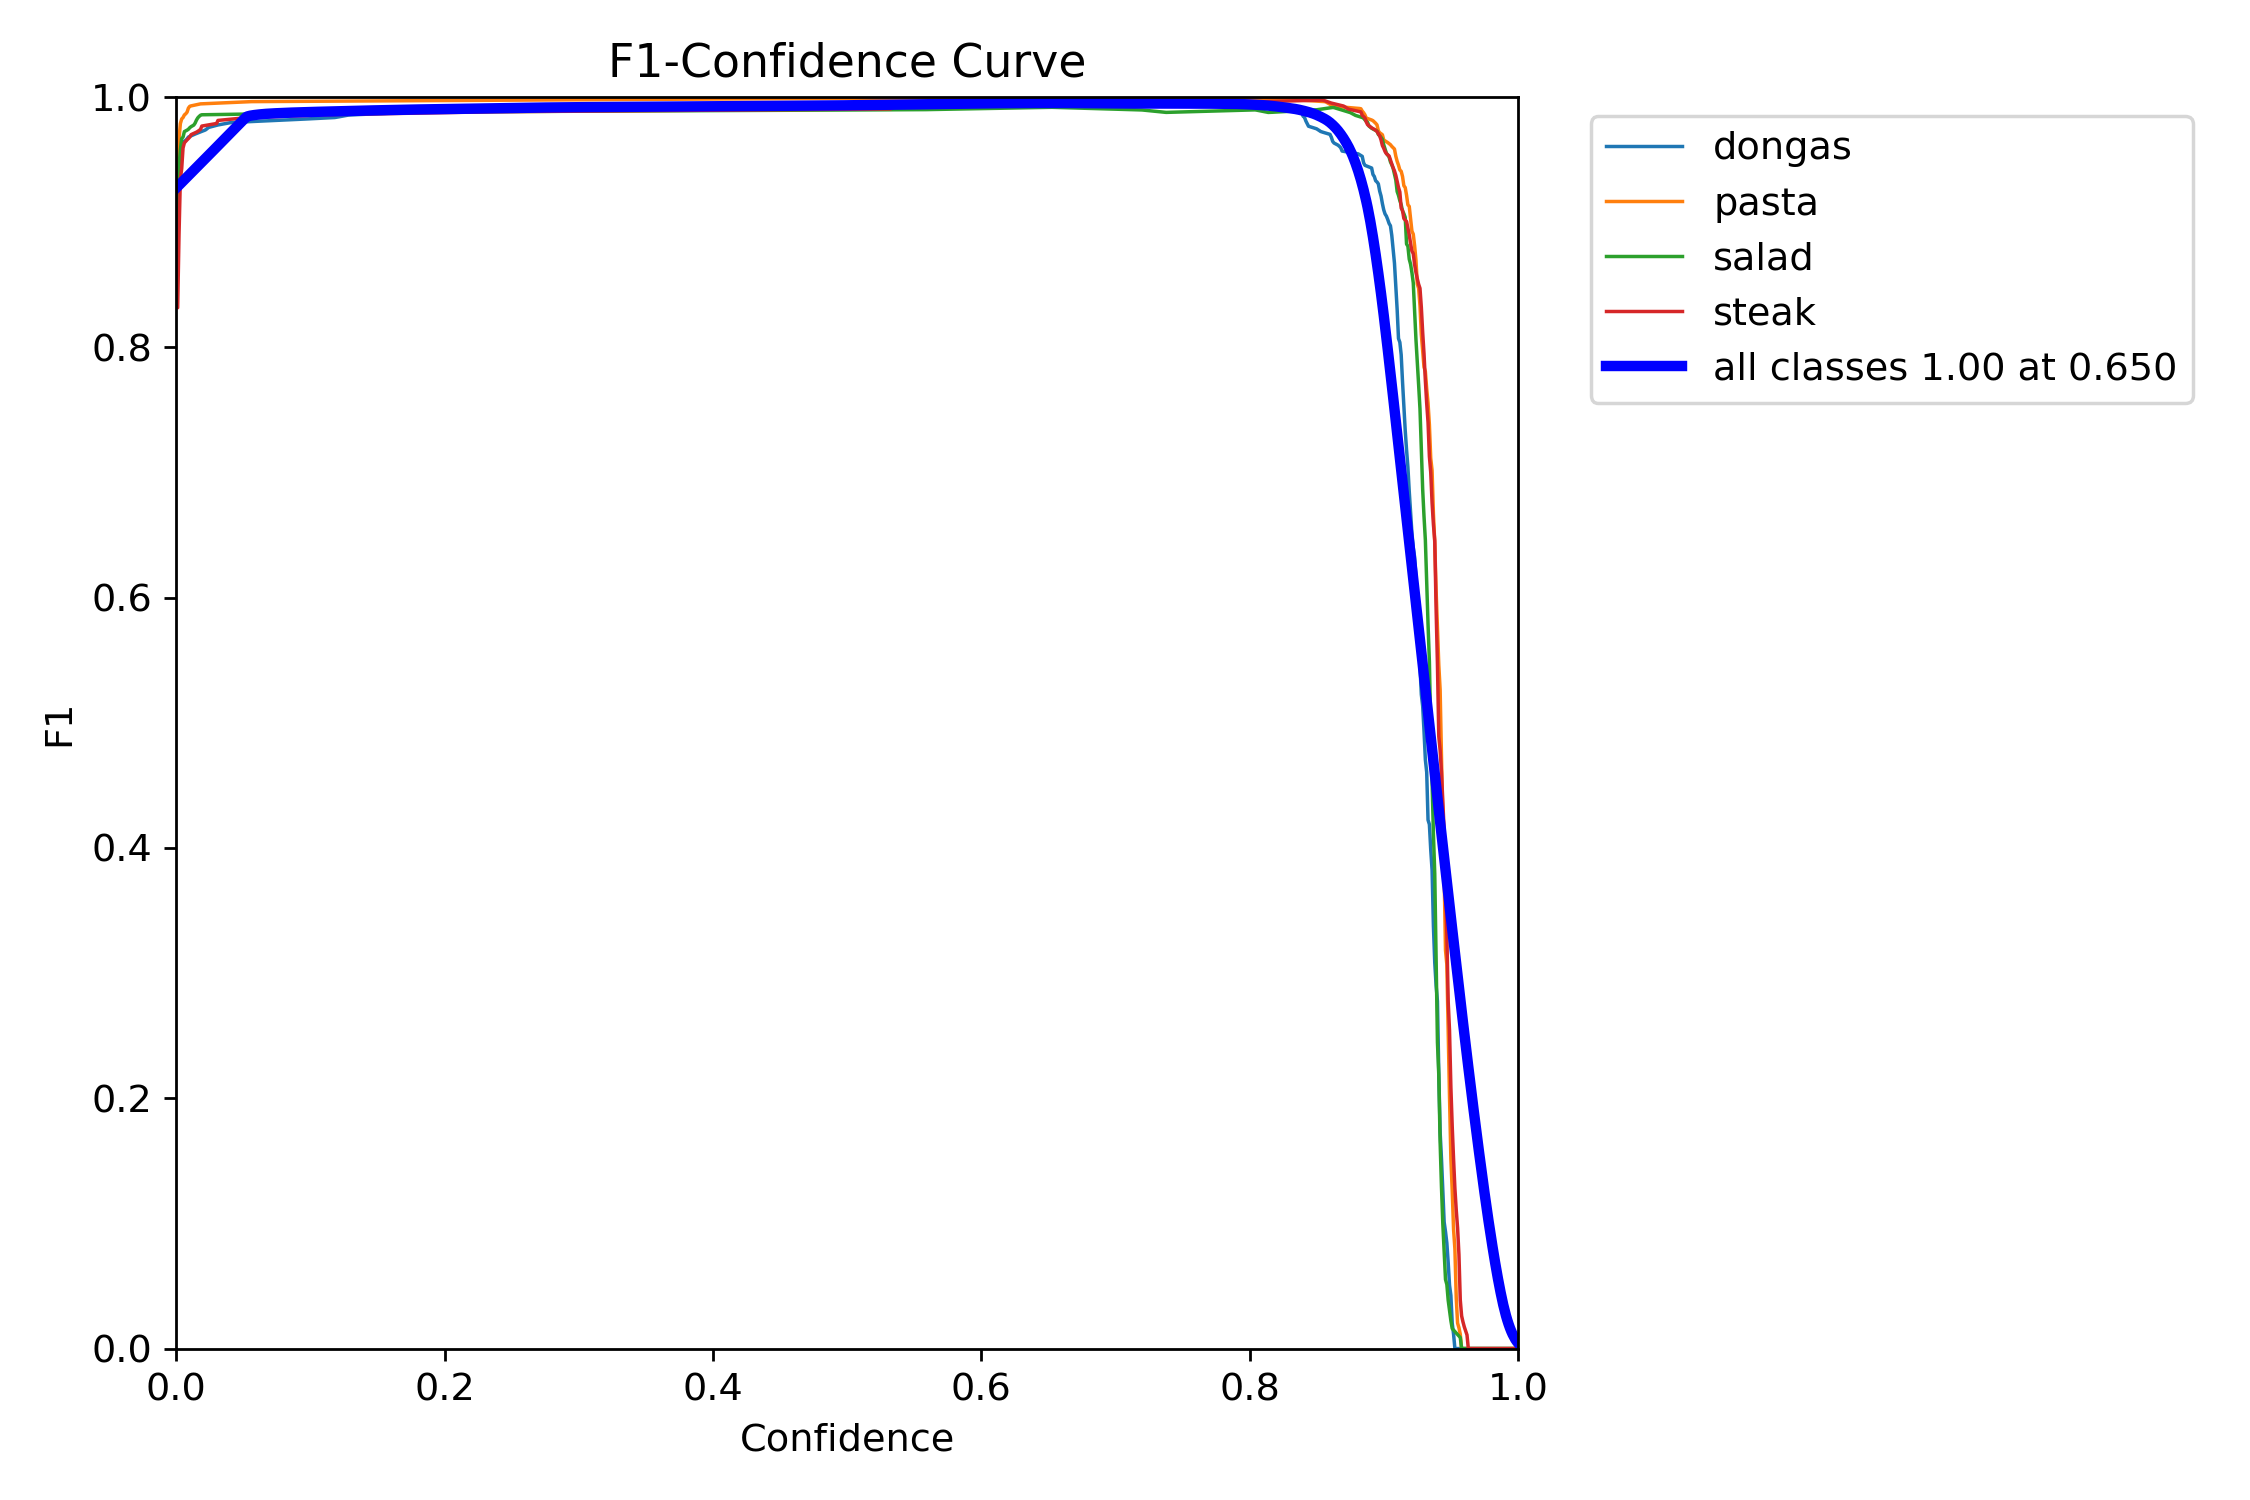 F1-Confidence Curve
1.0
0.8
0.6
0.4
0.2
0.0
F1
0.0 0.2 0.4 0.6 0.8 1.0
Confidence
dongas
pasta
salad
steak
all classes 1.00 at 0.650